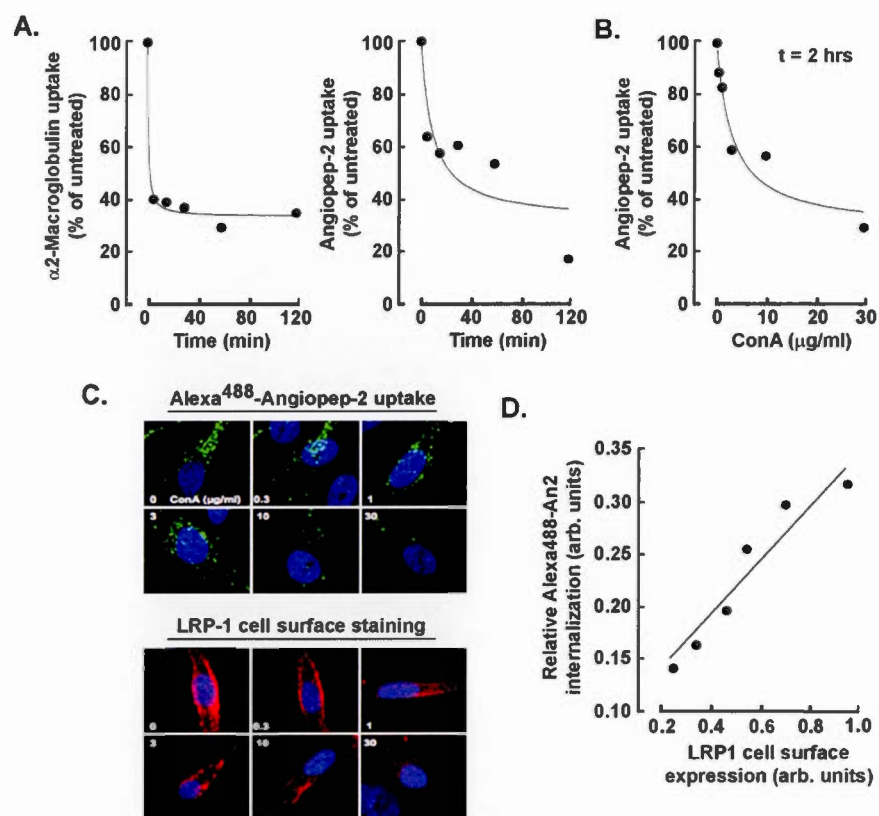 A.
α2-Macroglobulin uptake
(% of untreated)
100
80
60
40
20
0
0 40 80 120
Time (min)
Angiopep-2 uptake
(% of untreated)
100
80
60
40
20
0
0 40 80 120
Time (min)
B.
t = 2 hrs
Angiopep-2 uptake
(% of untreated)
100
80
60
40
20
0
0 10 20 30
ConA (µg/ml)
C.
Alexa488-Angiopep-2 uptake
0 ConA (µg/ml) 0.3 1
3 10 30
LRP-1 cell surface staining
0 0.3 1
3 10 30
D.
Relative Alexa488-An2
internalization (arb. units)
0.35
0.30
0.25
0.20
0.15
0.10
0.2 0.4 0.6 0.8 1.0
LRP1 cell surface
expression (arb. units)